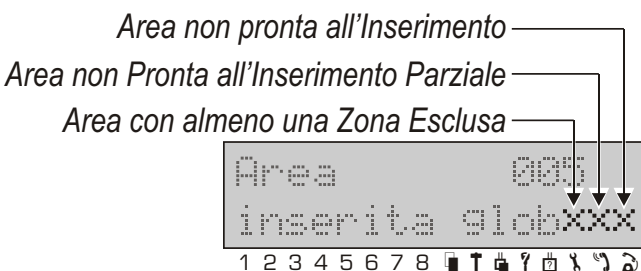 Area non pronta all'Inserimento
Area non Pronta all'Inserimento Parziale
Area con almeno una Zona Esclusa
Area 005
inserita globxxx
1 2 3 4 5 6 7 8